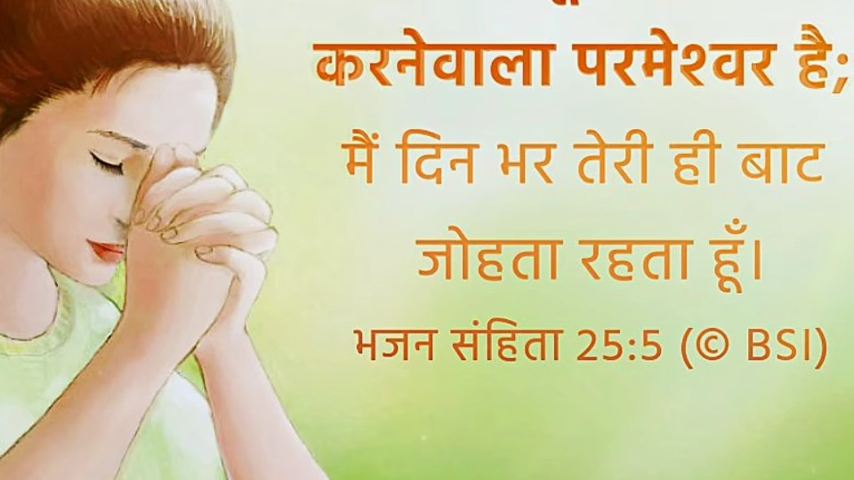 करनेवाला परमेश्‍वर है;
मैं दिन भर तेरी ही बाट
जोहता रहता हूँ।
भजन संहिता 25:5 (© BSI)